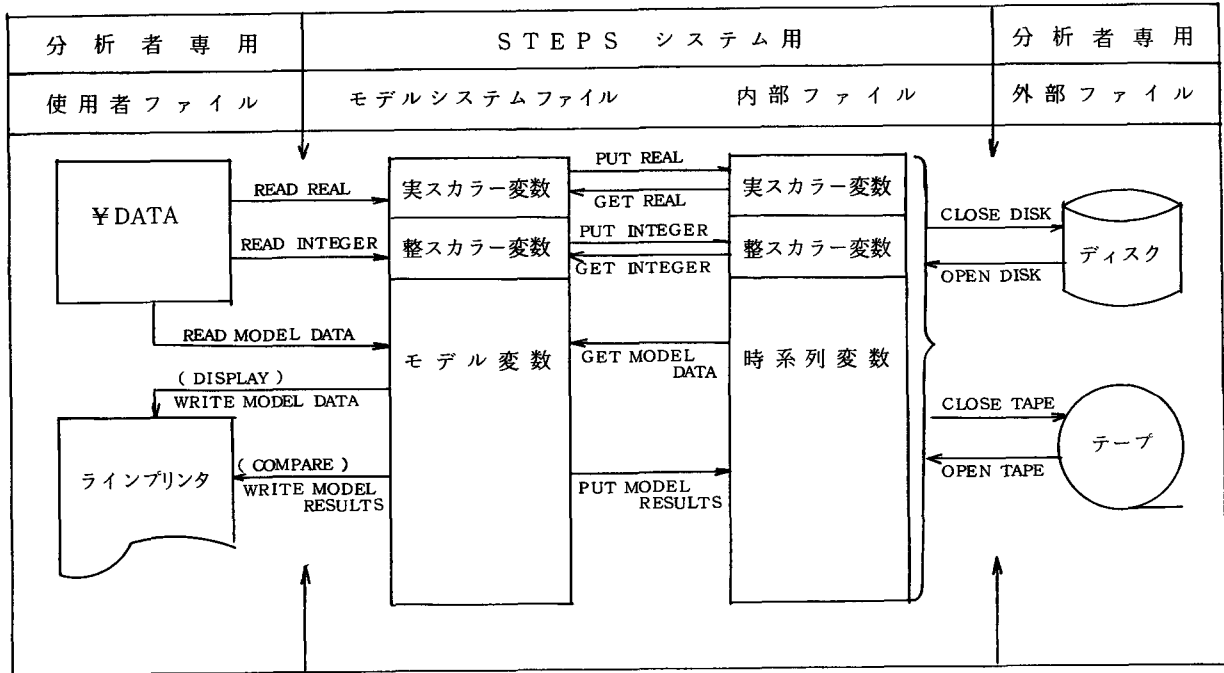 分析者専用
STEPS システム用
分析者専用
使用者ファイル
モデルシステムファイル
内部ファイル
外部ファイル
¥DATA
READ REAL
READ INTEGER
READ MODEL DATA
(DISPLAY)
WRITE MODEL DATA
ラインプリンタ
(COMPARE)
WRITE MODEL
RESULTS
実スカラー変数
整スカラー変数
モデル変数
PUT REAL
GET REAL
PUT INTEGER
GET INTEGER
GET MODEL
DATA
PUT MODEL
RESULTS
実スカラー変数
整スカラー変数
時系列変数
CLOSE DISK
OPEN DISK
ディスク
CLOSE TAPE
OPEN TAPE
テープ